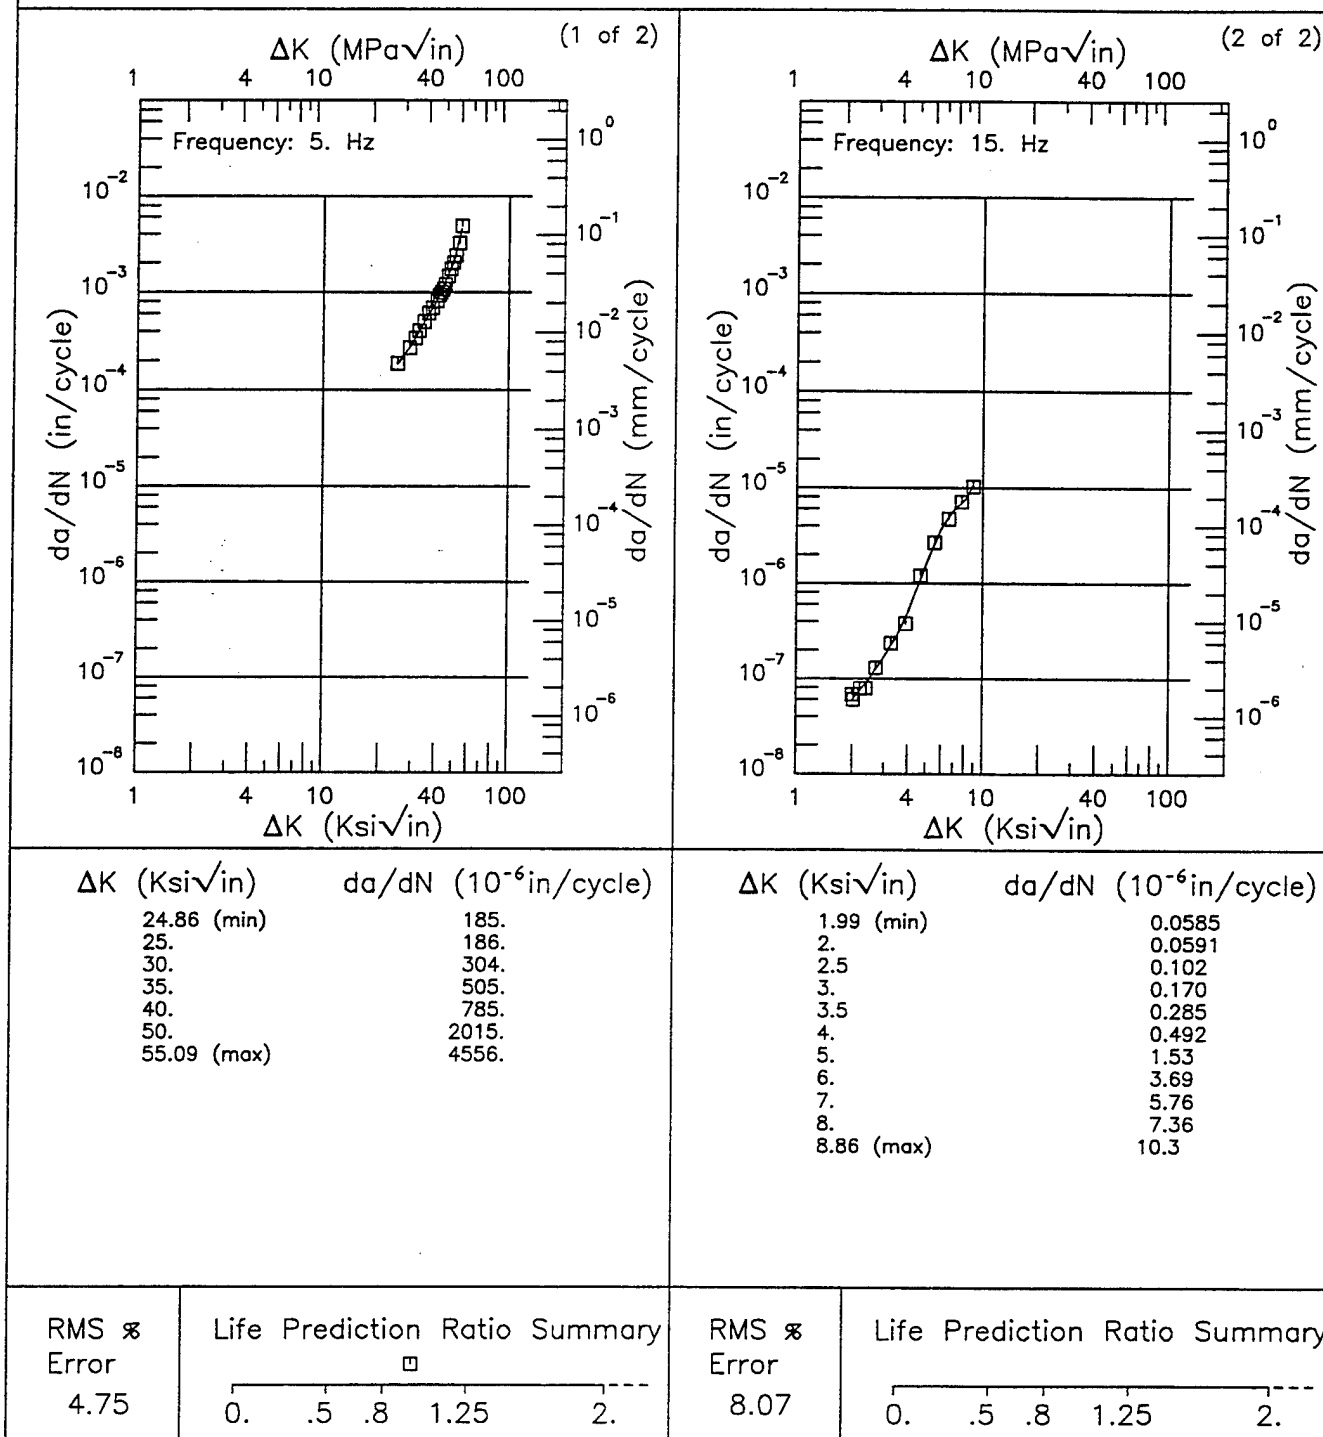 (1 of 2)
ΔK (MPa√in)
1 4 10 40 100
Frequency: 5. Hz
10⁰
10⁻¹
10⁻²
10⁻³
10⁻⁴
10⁻⁵
10⁻⁶
da/dN (mm/cycle)
10⁻²
10⁻³
10⁻⁴
10⁻⁵
10⁻⁶
10⁻⁷
10⁻⁸
da/dN (in/cycle)
1 4 10 40 100
ΔK (Ksi√in)
(2 of 2)
ΔK (MPa√in)
1 4 10 40 100
Frequency: 15. Hz
10⁰
10⁻¹
10⁻²
10⁻³
10⁻⁴
10⁻⁵
10⁻⁶
da/dN (mm/cycle)
10⁻²
10⁻³
10⁻⁴
10⁻⁵
10⁻⁶
10⁻⁷
10⁻⁸
da/dN (in/cycle)
1 4 10 40 100
ΔK (Ksi√in)
ΔK (Ksi√in) da/dN (10⁻⁶in/cycle)
24.86 (min) 185.
25. 186.
30. 304.
35. 505.
40. 785.
50. 2015.
55.09 (max) 4556.
ΔK (Ksi√in) da/dN (10⁻⁶in/cycle)
1.99 (min) 0.0585
2. 0.0591
2.5 0.102
3. 0.170
3.5 0.285
4. 0.492
5. 1.53
6. 3.69
7. 5.76
8. 7.36
8.86 (max) 10.3
RMS %
Error
4.75
Life Prediction Ratio Summary
0. .5 .8 1.25 2.
RMS %
Error
8.07
Life Prediction Ratio Summary
0. .5 .8 1.25 2.